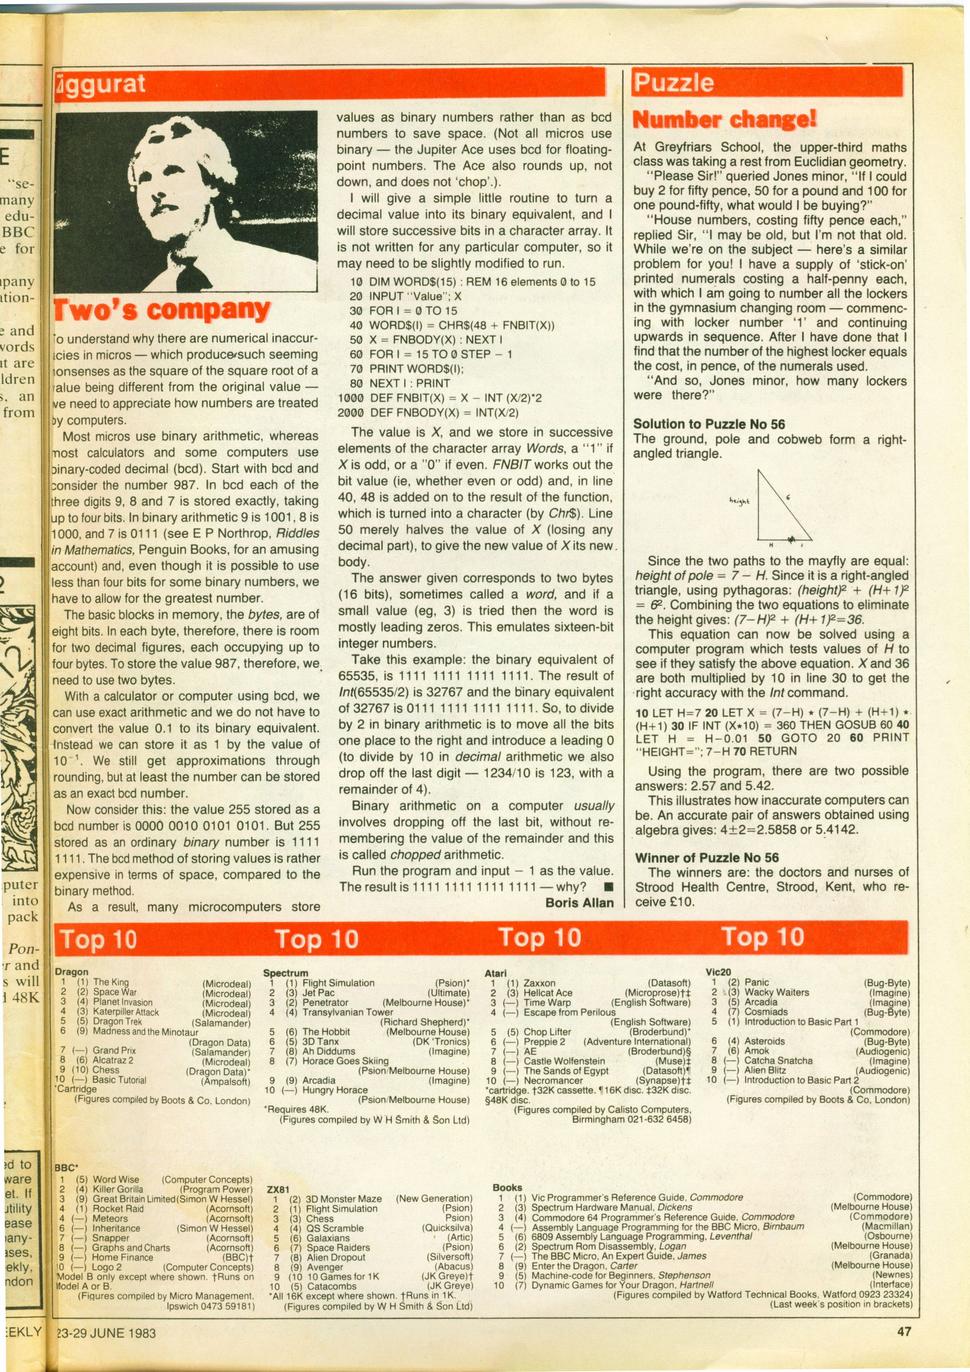 Ziggurat
Two's company
To understand why there are numerical inaccur-
acies in micros — which produce such seeming
nonsenses as the square of the square root of a
value being different from the original value —
we need to appreciate how numbers are treated
by computers.
Most micros use binary arithmetic, whereas
most calculators and some computers use
binary-coded decimal (bcd). Start with bcd and
consider the number 987. In bcd each of the
three digits 9, 8 and 7 is stored exactly, taking
up to four bits. In binary arithmetic 9 is 1001, 8 is
1000, and 7 is 0111 (see E P Northrop, Riddles
in Mathematics, Penguin Books, for an amusing
account) and, even though it is possible to use
less than four bits for some binary numbers, we
have to allow for the greatest number.
The basic blocks in memory, the bytes, are of
eight bits. In each byte, therefore, there is room
for two decimal figures, each occupying up to
four bytes. To store the value 987, therefore, we
need to use two bytes.
With a calculator or computer using bcd, we
can use exact arithmetic and we do not have to
convert the value 0.1 to its binary equivalent.
Instead we can store it as 1 by the value of
10⁻¹. We still get approximations through
rounding, but at least the number can be stored
as an exact bcd number.
Now consider this: the value 255 stored as a
bcd number is 0000 0010 0101 0101. But 255
stored as an ordinary binary number is 1111
1111. The bcd method of storing values is rather
expensive in terms of space, compared to the
binary method.
As a result, many microcomputers store
values as binary numbers rather than as bcd
numbers to save space. (Not all micros use
binary — the Jupiter Ace uses bcd for floating-
point numbers. The Ace also rounds up, not
down, and does not 'chop'.).
I will give a simple little routine to turn a
decimal value into its binary equivalent, and I
will store successive bits in a character array. It
is not written for any particular computer, so it
may need to be slightly modified to run.
10 DIM WORD$(15) : REM 16 elements 0 to 15
20 INPUT "Value"; X
30 FOR I = 0 TO 15
40 WORD$(I) = CHR$(48 + FNBIT(X))
50 X = FNBODY(X) : NEXT I
60 FOR I = 15 TO 0 STEP − 1
70 PRINT WORD$(I);
80 NEXT I : PRINT
1000 DEF FNBIT(X) = X − INT (X/2)*2
2000 DEF FNBODY(X) = INT(X/2)
The value is X, and we store in successive
elements of the character array Words, a "1" if
X is odd, or a "0" if even. FNBIT works out the
bit value (ie, whether even or odd) and, in line
40, 48 is added on to the result of the function,
which is turned into a character (by Chr$). Line
50 merely halves the value of X (losing any
decimal part), to give the new value of X its new
body.
The answer given corresponds to two bytes
(16 bits), sometimes called a word, and if a
small value (eg, 3) is tried then the word is
mostly leading zeros. This emulates sixteen-bit
integer numbers.
Take this example: the binary equivalent of
65535, is 1111 1111 1111 1111. The result of
Int(65535/2) is 32767 and the binary equivalent
of 32767 is 0111 1111 1111 1111. So, to divide
by 2 in binary arithmetic is to move all the bits
one place to the right and introduce a leading 0
(to divide by 10 in decimal arithmetic we also
drop off the last digit — 1234/10 is 123, with a
remainder of 4).
Binary arithmetic on a computer usually
involves dropping off the last bit, without re-
membering the value of the remainder and this
is called chopped arithmetic.
Run the program and input − 1 as the value.
The result is 1111 1111 1111 1111 — why? ■
Boris Allan
Puzzle
Number change!
At Greyfriars School, the upper-third maths
class was taking a rest from Euclidian geometry.
"Please Sir!" queried Jones minor, "If I could
buy 2 for fifty pence, 50 for a pound and 100 for
one pound-fifty, what would I be buying?"
"House numbers, costing fifty pence each,"
replied Sir, "I may be old, but I'm not that old.
While we're on the subject — here's a similar
problem for you! I have a supply of 'stick-on'
printed numerals costing a half-penny each,
with which I am going to number all the lockers
in the gymnasium changing room — commenc-
ing with locker number '1' and continuing
upwards in sequence. After I have done that I
find that the number of the highest locker equals
the cost, in pence, of the numerals used.
"And so, Jones minor, how many lockers
were there?"
Solution to Puzzle No 56
The ground, pole and cobweb form a right-
angled triangle.
height
6
H 1
Since the two paths to the mayfly are equal:
height of pole = 7 − H. Since it is a right-angled
triangle, using pythagoras: (height)² + (H+1)²
= 6². Combining the two equations to eliminate
the height gives: (7−H)² + (H+1)²=36.
This equation can now be solved using a
computer program which tests values of H to
see if they satisfy the above equation. X and 36
are both multiplied by 10 in line 30 to get the
right accuracy with the Int command.
10 LET H=7 20 LET X = (7−H) * (7−H) + (H+1) *
(H+1) 30 IF INT (X*10) = 360 THEN GOSUB 60 40
LET H = H−0.01 50 GOTO 20 60 PRINT
"HEIGHT="; 7−H 70 RETURN
Using the program, there are two possible
answers: 2.57 and 5.42.
This illustrates how inaccurate computers can
be. An accurate pair of answers obtained using
algebra gives: 4±2=2.5858 or 5.4142.
Winner of Puzzle No 56
The winners are: the doctors and nurses of
Strood Health Centre, Strood, Kent, who re-
ceive £10.
Top 10 Top 10 Top 10 Top 10
Dragon
1 (1) The King (Microdeal)
2 (2) Space War (Microdeal)
3 (4) Planet Invasion (Microdeal)
4 (3) Katerpiller Attack (Microdeal)
5 (5) Dragon Trek (Salamander)
6 (9) Madness and the Minotaur
(Dragon Data)
7 (—) Grand Prix (Salamander)
8 (6) Alcatraz 2 (Microdeal)
9 (10) Chess (Dragon Data)*
10 (—) Basic Tutorial (Ampalsoft)
*Cartridge
(Figures compiled by Boots & Co, London)
Spectrum
1 (1) Flight Simulation (Psion)*
2 (3) Jet Pac (Ultimate)
3 (2) Penetrator (Melbourne House)*
4 (4) Transylvanian Tower
(Richard Shepherd)*
5 (6) The Hobbit (Melbourne House)
6 (5) 3D Tanx (DK 'Tronics)
7 (8) Ah Diddums (Imagine)
8 (7) Horace Goes Skiing
(Psion/Melbourne House)
9 (9) Arcadia (Imagine)
10 (—) Hungry Horace
(Psion/Melbourne House)
*Requires 48K.
(Figures compiled by W H Smith & Son Ltd)
Atari
1 (1) Zaxxon (Datasoft)
2 (3) Hellcat Ace (Microprose)†‡
3 (—) Time Warp (English Software)
4 (—) Escape from Perilous
(English Software)
5 (5) Chop Lifter (Broderbund)*
6 (—) Preppie 2 (Adventure International)
7 (—) AE (Broderbund)§
8 (—) Castle Wolfenstein (Muse)‡
9 (—) The Sands of Egypt (Datasoft)¶
10 (—) Necromancer (Synapse)†‡
*cartridge. †32K cassette. ¶16K disc. ‡32K disc.
§48K disc.
(Figures compiled by Calisto Computers,
Birmingham 021-632 6458)
Vic20
1 (2) Panic (Bug-Byte)
2 (3) Wacky Waiters (Imagine)
3 (5) Arcadia (Imagine)
4 (7) Cosmiads (Bug-Byte)
5 (1) Introduction to Basic Part 1
(Commodore)
6 (4) Asteroids (Bug-Byte)
7 (6) Amok (Audiogenic)
8 (—) Catcha Snatcha (Imagine)
9 (—) Alien Blitz (Audiogenic)
10 (—) Introduction to Basic Part 2
(Commodore)
(Figures compiled by Boots & Co, London)
BBC*
1 (5) Word Wise (Computer Concepts)
2 (4) Killer Gorilla (Program Power)
3 (9) Great Britain Limited (Simon W Hessel)
4 (1) Rocket Raid (Acornsoft)
4 (—) Meteors (Acornsoft)
6 (—) Inheritance (Simon W Hessel)
7 (—) Snapper (Acornsoft)
8 (—) Graphs and Charts (Acornsoft)
9 (—) Home Finance (BBC)†
10 (—) Logo 2 (Computer Concepts)
Model B only except where shown. †Runs on
Model A or B.
(Figures compiled by Micro Management,
Ipswich 0473 59181)
ZX81
1 (2) 3D Monster Maze (New Generation)
2 (1) Flight Simulation (Psion)
3 (3) Chess Psion)
4 (4) QS Scramble (Quicksilva)
5 (6) Galaxians (Artic)
6 (7) Space Raiders (Psion)
7 (8) Alien Dropout (Silversoft)
8 (9) Avenger (Abacus)
9 (10 10 Games for 1K (JK Greye)†
10 (5) Catacombs (JK Greye)
*All 16K except where shown. †Runs in 1K.
(Figures compiled by W H Smith & Son Ltd)
Books
1 (1) Vic Programmer's Reference Guide, Commodore (Commodore)
2 (3) Spectrum Hardware Manual, Dickens (Melbourne House)
3 (4) Commodore 64 Programmer's Reference Guide, Commodore (Commodore)
4 (—) Assembly Language Programming for the BBC Micro, Birnbaum (Macmillan)
5 (6) 6809 Assembly Language Programming, Leventhal (Osbourne)
6 (2) Spectrum Rom Disassembly, Logan (Melbourne House)
7 (—) The BBC Micro, An Expert Guide, James (Granada)
8 (9) Enter the Dragon, Carter (Melbourne House)
9 (5) Machine-code for Beginners, Stephenson (Newnes)
10 (7) Dynamic Games for Your Dragon, Hartnell (Interface)
(Figures compiled by Watford Technical Books, Watford 0923 23324)
(Last week's position in brackets)
23-29 JUNE 1983
47